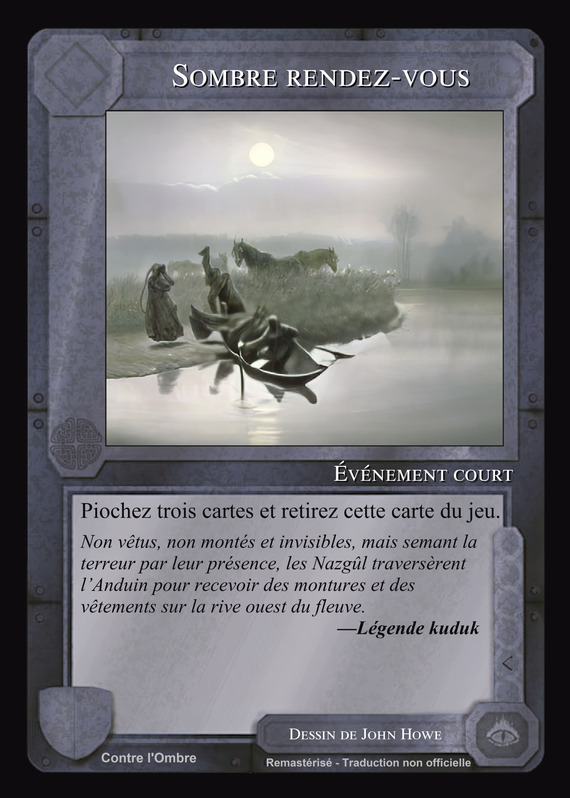 Sombre rendez-vous
Événement court
Piochez trois cartes et retirez cette carte du jeu.
Non vêtus, non montés et invisibles, mais semant la
terreur par leur présence, les Nazgûl traversèrent
l'Anduin pour recevoir des montures et des
vêtements sur la rive ouest du fleuve.
—Légende kuduk
Dessin de John Howe
Contre l'Ombre
Remastérisé - Traduction non officielle